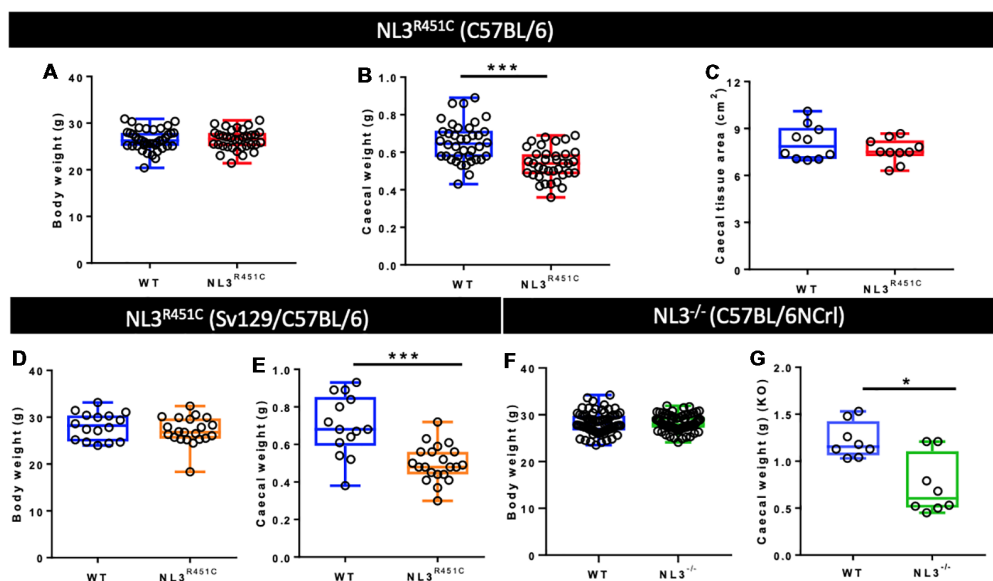 NL3R451C (C57BL/6)
A
Body weight (g)
40
30
20
10
0
WT
NL3R451C
B
***
Caecal weight (g)
1.0
0.8
0.6
0.4
0.2
0.0
WT
NL3R451C
C
Caecal tissue area (cm2)
12
9
6
3
0
WT
NL3R451C
NL3R451C (Sv129/C57BL/6)
NL3-/- (C57BL/6NCrl)
D
Body weight (g)
40
30
20
10
0
WT
NL3R451C
E
***
Caecal weight (g)
1.0
0.8
0.6
0.4
0.2
0.0
WT
NL3R451C
F
Body weight (g)
40
30
20
10
0
WT
NL3-/-
G
*
Caecal weight (g) (KO)
2.0
1.5
1.0
0.5
0.0
WT
NL3-/-